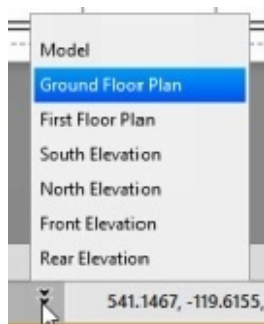 Model
Ground Floor Plan
First Floor Plan
South Elevation
North Elevation
Front Elevation
Rear Elevation
541.1467, -119.6155,